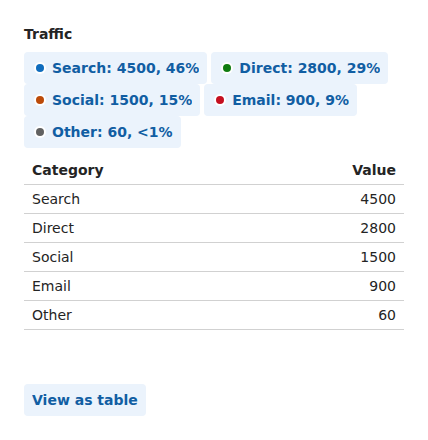 Traffic
Search: 4500, 46% Direct: 2800, 29%
Social: 1500, 15% Email: 900, 9%
Other: 60, <1%
Category Value
Search 4500
Direct 2800
Social 1500
Email 900
Other 60
View as table